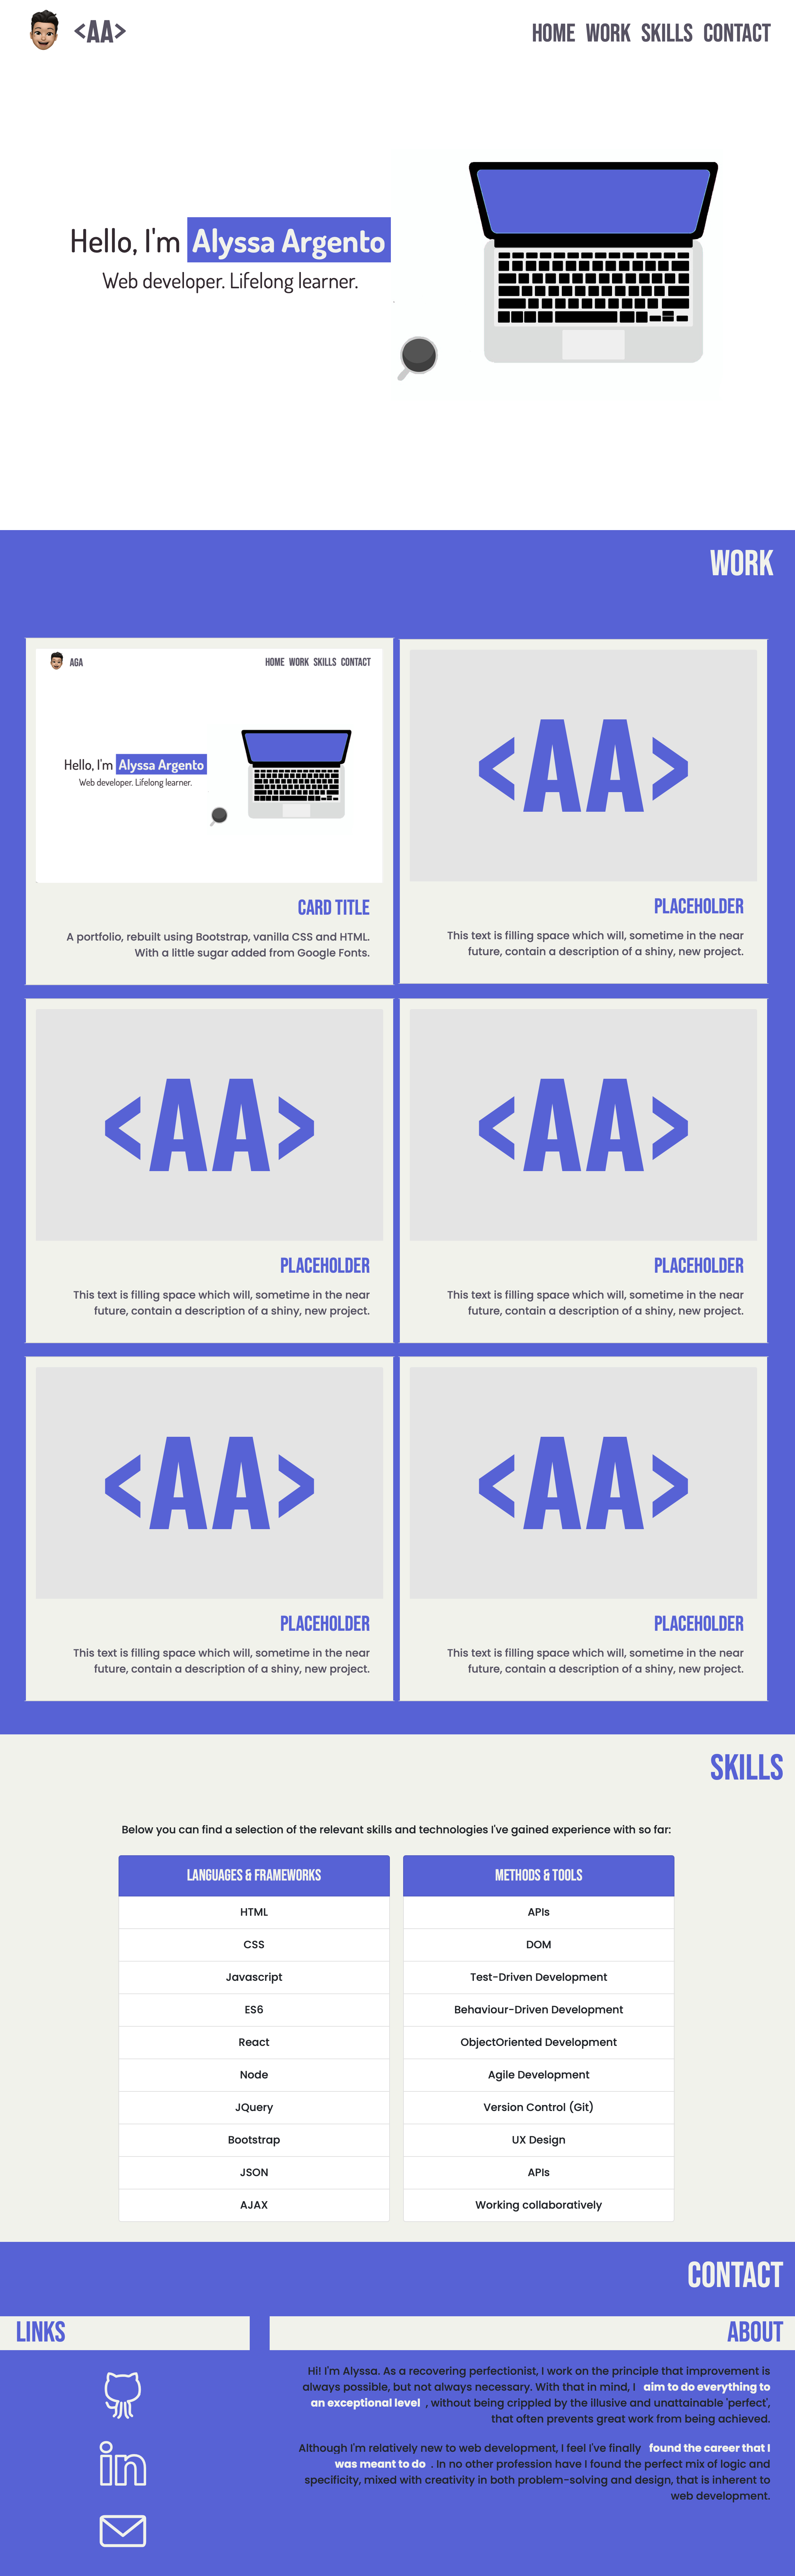 <AA>
HOME WORK SKILLS CONTACT
Hello, I'm Alyssa Argento
Web developer. Lifelong learner.
WORK
AGA
HOME WORK SKILLS CONTACT
Hello, I'm Alyssa Argento
Web developer. Lifelong learner.
CARD TITLE
A portfolio, rebuilt using Bootstrap, vanilla CSS and HTML.
With a little sugar added from Google Fonts.
<AA>
PLACEHOLDER
This text is filling space which will, sometime in the near
future, contain a description of a shiny, new project.
<AA>
PLACEHOLDER
This text is filling space which will, sometime in the near
future, contain a description of a shiny, new project.
<AA>
PLACEHOLDER
This text is filling space which will, sometime in the near
future, contain a description of a shiny, new project.
<AA>
PLACEHOLDER
This text is filling space which will, sometime in the near
future, contain a description of a shiny, new project.
<AA>
PLACEHOLDER
This text is filling space which will, sometime in the near
future, contain a description of a shiny, new project.
SKILLS
Below you can find a selection of the relevant skills and technologies I've gained experience with so far:
LANGUAGES & FRAMEWORKS
HTML
CSS
Javascript
ES6
React
Node
JQuery
Bootstrap
JSON
AJAX
METHODS & TOOLS
APIs
DOM
Test-Driven Development
Behaviour-Driven Development
ObjectOriented Development
Agile Development
Version Control (Git)
UX Design
APIs
Working collaboratively
CONTACT
LINKS
in
ABOUT
Hi! I'm Alyssa. As a recovering perfectionist, I work on the principle that improvement is
always possible, but not always necessary. With that in mind, I aim to do everything to
an exceptional level , without being crippled by the illusive and unattainable 'perfect',
that often prevents great work from being achieved.
Although I'm relatively new to web development, I feel I've finally found the career that I
was meant to do . In no other profession have I found the perfect mix of logic and
specificity, mixed with creativity in both problem-solving and design, that is inherent to
web development.